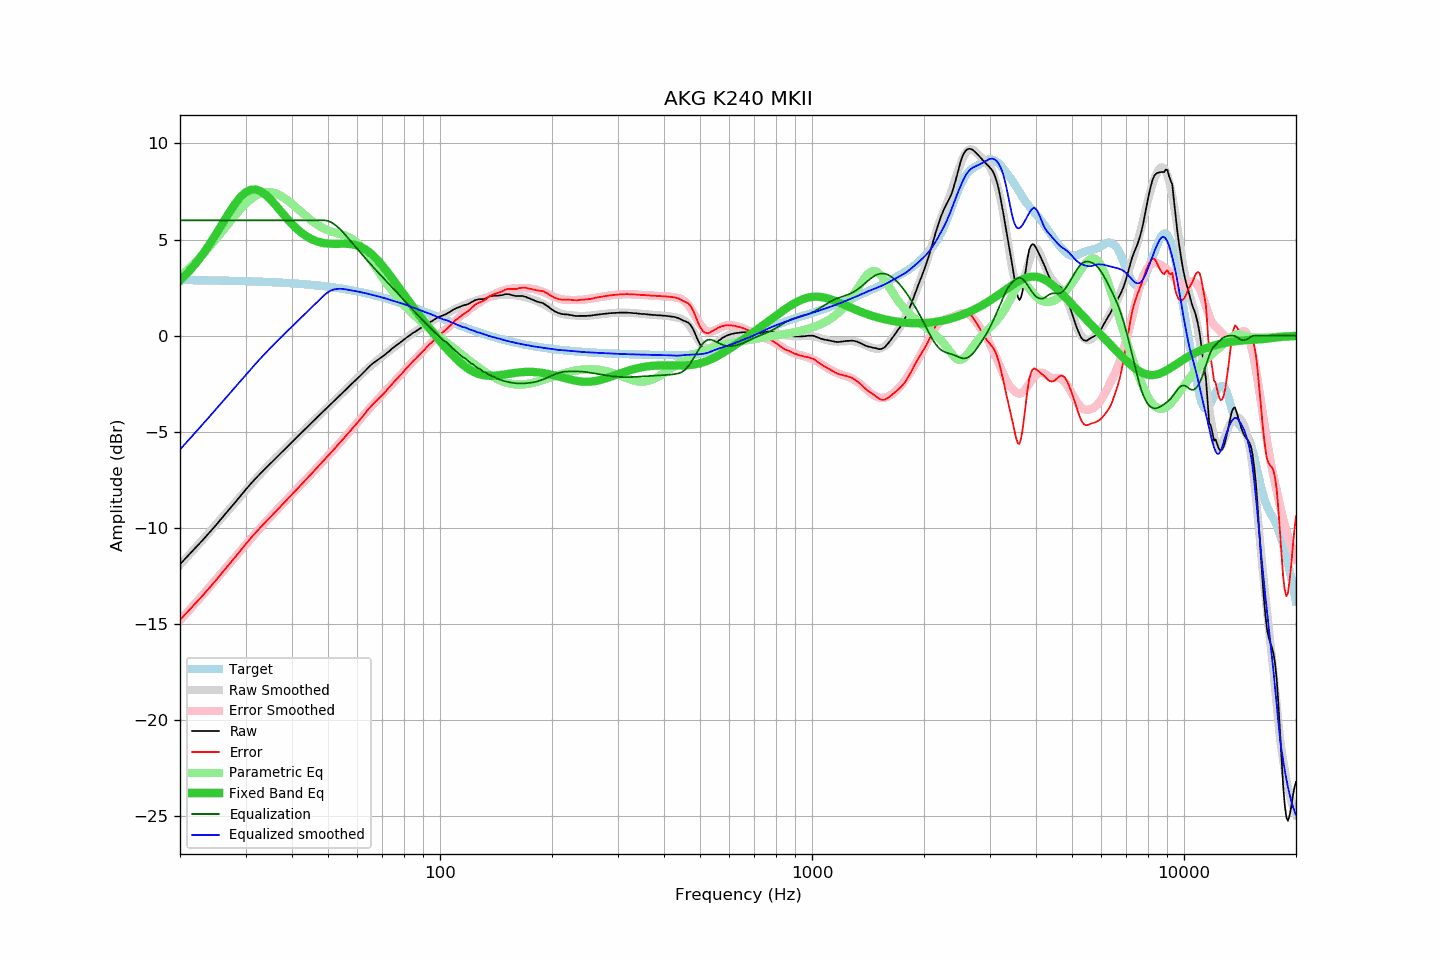 AKG K240 MKII
10
5
0
−5
−10
−15
−20
−25
Amplitude (dBr)
Target
Raw Smoothed
Error Smoothed
Raw
Error
Parametric Eq
Fixed Band Eq
Equalization
Equalized smoothed
100
1000
10000
Frequency (Hz)